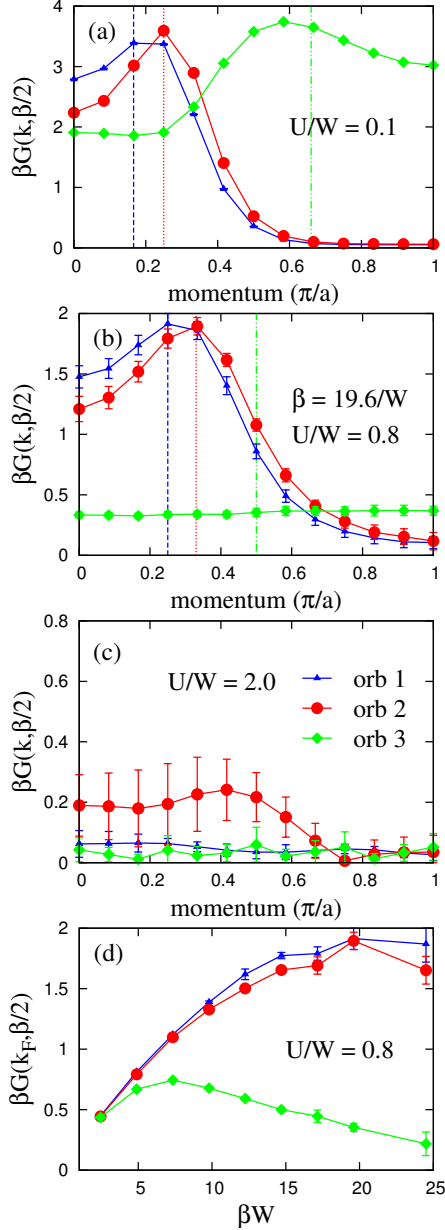 (a)
βG(k,β/2)
4
3
2
1
0
U/W = 0.1
0 0.2 0.4 0.6 0.8 1
momentum (π/a)
(b)
βG(k,β/2)
2
1.5
1
0.5
0
β = 19.6/W
U/W = 0.8
0 0.2 0.4 0.6 0.8 1.0
momentum (π/a)
(c)
βG(k,β/2)
0.8
0.6
0.4
0.2
0
U/W = 2.0
orb 1
orb 2
orb 3
0 0.2 0.4 0.6 0.8 1.0
momentum (π/a)
(d)
βG(k_F,β/2)
2
1.5
1
0.5
0
U/W = 0.8
5 10 15 20 25
βW